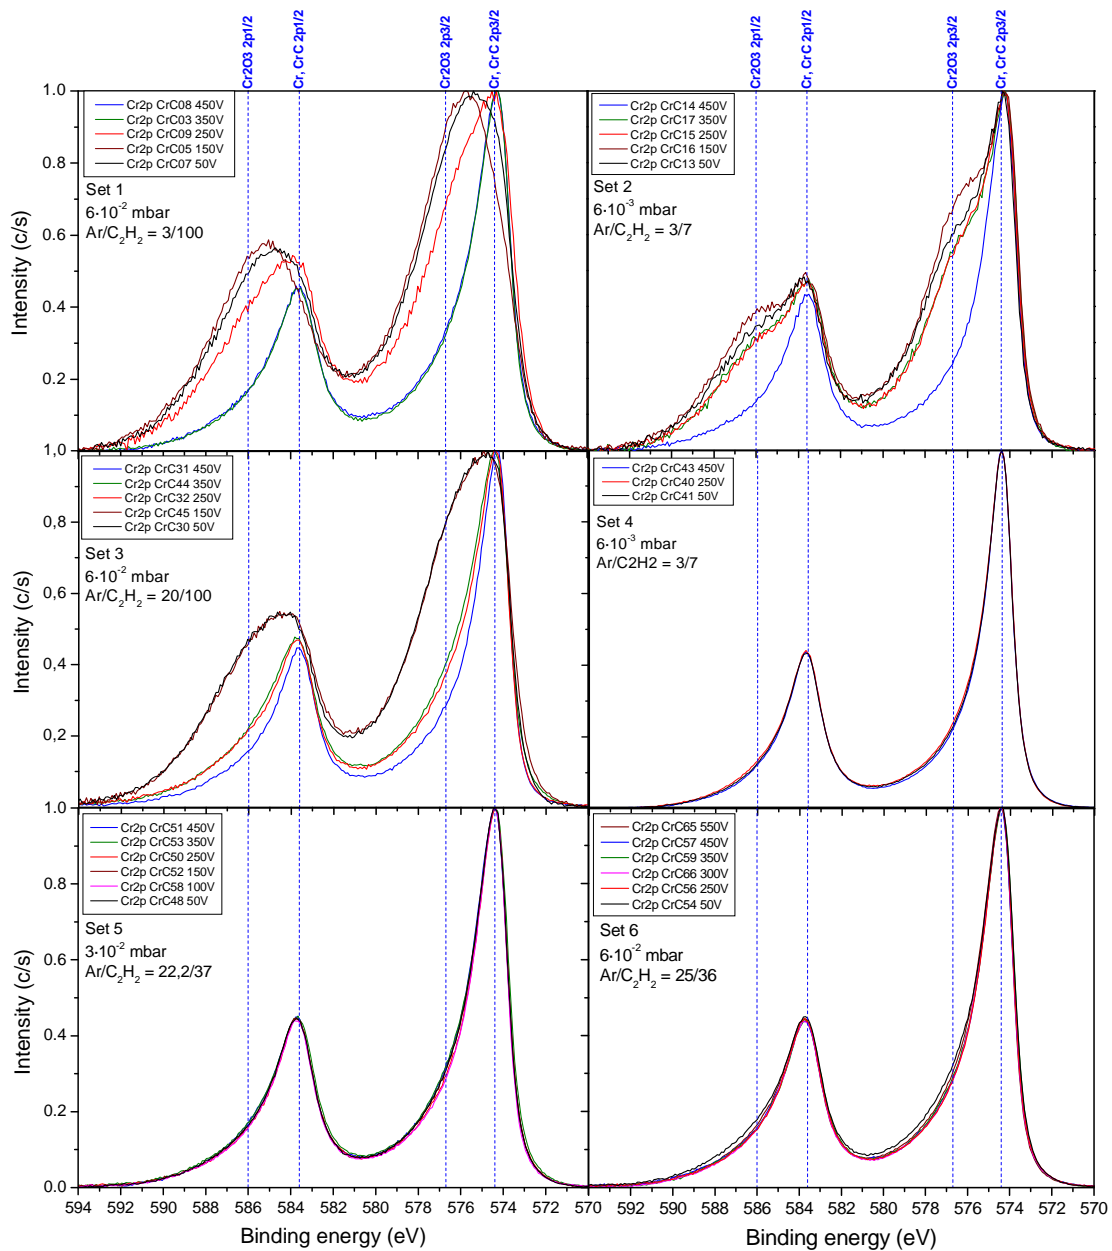 Cr2O3 2p1/2
Cr, CrC 2p1/2
Cr2O3 2p3/2
Cr, CrC 2p3/2
Cr2O3 2p1/2
Cr, CrC 2p1/2
Cr2O3 2p3/2
Cr, CrC 2p3/2
1.0
0.8
0.6
0.4
0.2
1.0
Intensity (c/s)
Cr2p CrC08 450V
Cr2p CrC03 350V
Cr2p CrC09 250V
Cr2p CrC05 150V
Cr2p CrC07 50V
Set 1
6·10⁻² mbar
Ar/C₂H₂ = 3/100
Cr2p CrC14 450V
Cr2p CrC17 350V
Cr2p CrC15 250V
Cr2p CrC16 150V
Cr2p CrC13 50V
Set 2
6·10⁻³ mbar
Ar/C₂H₂ = 3/7
0,8
0,6
0,4
0,2
1.0
Intensity (c/s)
Cr2p CrC31 450V
Cr2p CrC44 350V
Cr2p CrC32 250V
Cr2p CrC45 150V
Cr2p CrC30 50V
Set 3
6·10⁻² mbar
Ar/C₂H₂ = 20/100
Cr2p CrC43 450V
Cr2p CrC40 250V
Cr2p CrC41 50V
Set 4
6·10⁻³ mbar
Ar/C2H2 = 3/7
0.8
0.6
0.4
0.2
0.0
Intensity (c/s)
Cr2p CrC51 450V
Cr2p CrC53 350V
Cr2p CrC50 250V
Cr2p CrC52 150V
Cr2p CrC58 100V
Cr2p CrC48 50V
Set 5
3·10⁻² mbar
Ar/C₂H₂ = 22,2/37
Cr2p CrC65 550V
Cr2p CrC57 450V
Cr2p CrC59 350V
Cr2p CrC66 300V
Cr2p CrC56 250V
Cr2p CrC54 50V
Set 6
6·10⁻² mbar
Ar/C₂H₂ = 25/36
594 592 590 588 586 584 582 580 578 576 574 572 570 592 590 588 586 584 582 580 578 576 574 572 570
Binding energy (eV)
Binding energy (eV)